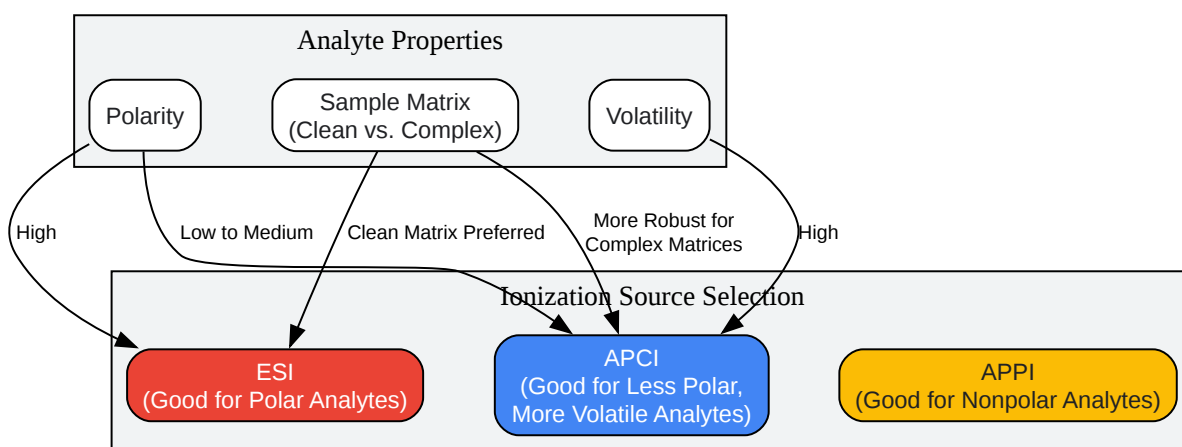 Analyte Properties
Polarity
Sample Matrix
(Clean vs. Complex)
Volatility
High
Low to Medium
Clean Matrix Preferred
More Robust for
Complex Matrices
High
Ionization Source Selection
ESI
(Good for Polar Analytes)
APCI
(Good for Less Polar,
More Volatile Analytes)
APPI
(Good for Nonpolar Analytes)